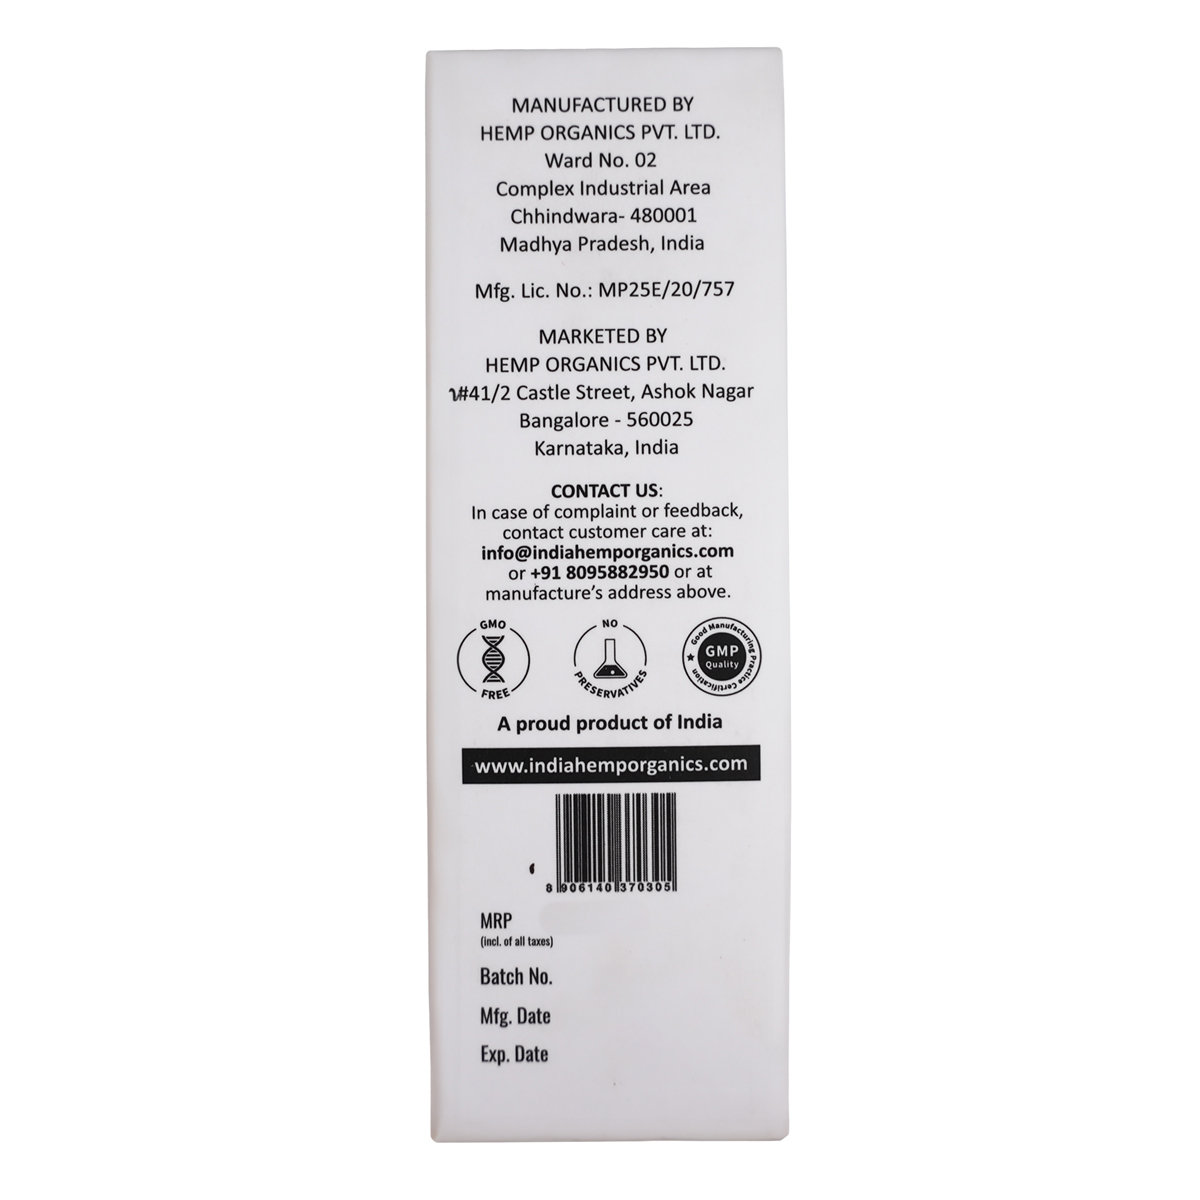 MANUFACTURED BY
HEMP ORGANICS PVT. LTD.
Ward No. 02
Complex Industrial Area
Chhindwara- 480001
Madhya Pradesh, India
Mfg. Lic. No.: MP25E/20/757
MARKETED BY
HEMP ORGANICS PVT. LTD.
#41/2 Castle Street, Ashok Nagar
Bangalore - 560025
Karnataka, India
CONTACT US:
In case of complaint or feedback,
contact customer care at:
info@indiahemporganics.com
or +91 8095882950 or at
manufacture's address above.
GMO
FREE
NO
PRESERVATIVES
Good Manufacturing Practice Certification
GMP
Quality
A proud product of India
www.indiahemporganics.com
8 906140 370305
MRP
(incl. of all taxes)
Batch No.
Mfg. Date
Exp. Date